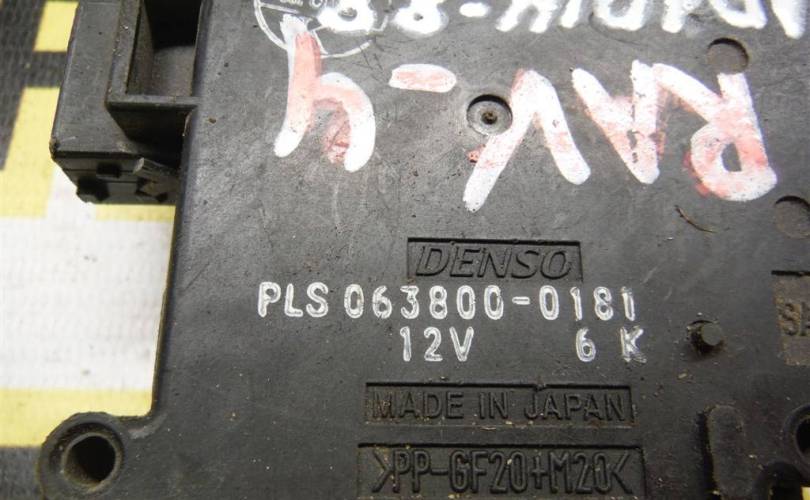 RAV-4
DENSO
PLS 063800-0181
12V 6 K
MADE IN JAPAN
>PP-GF20+M20<